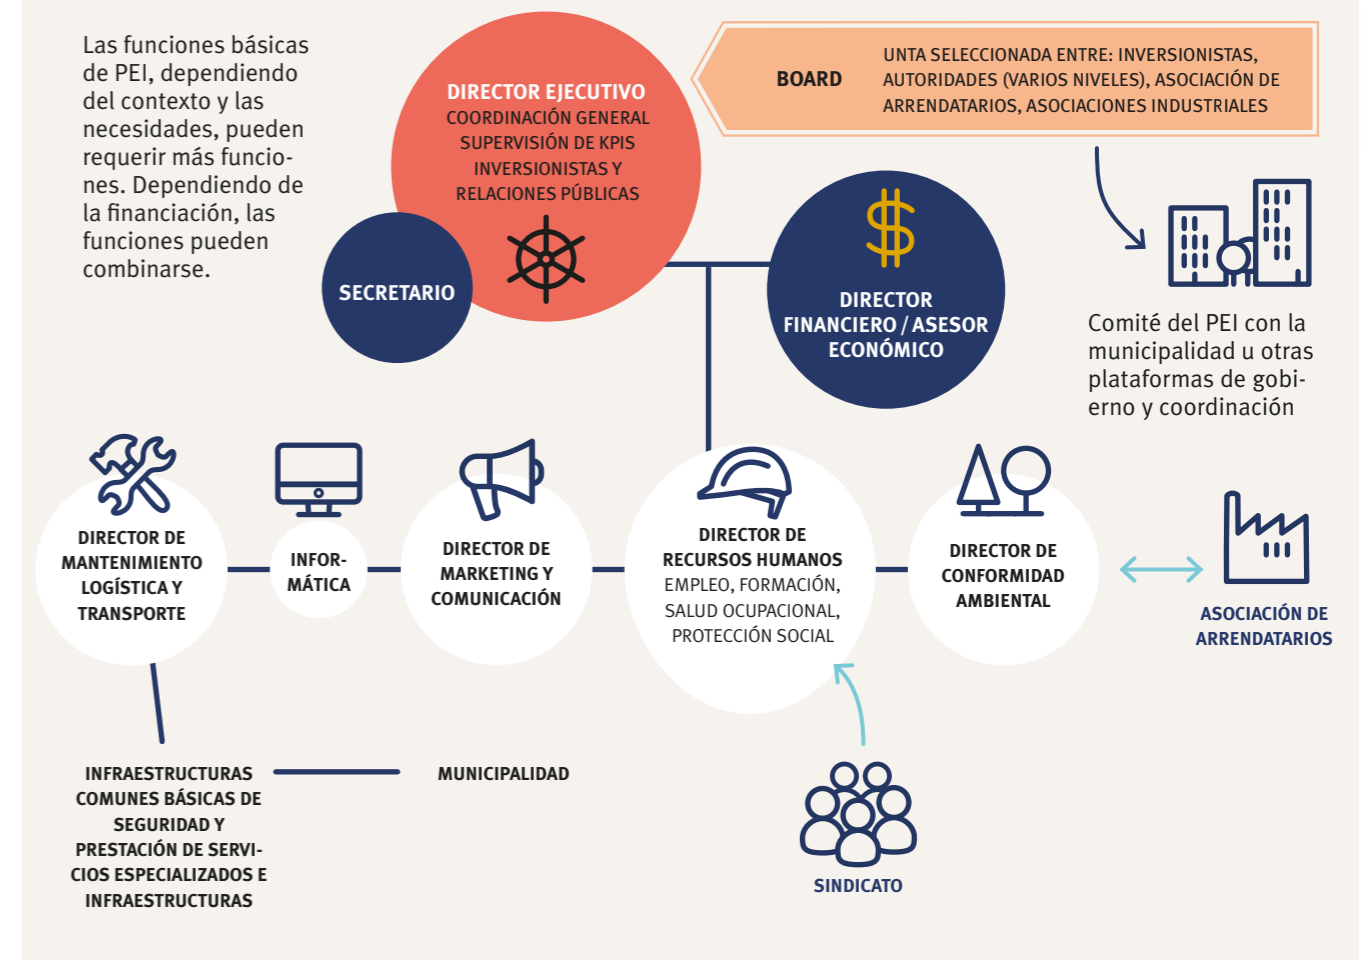 Las funciones básicas
de PEI, dependiendo
del contexto y las
necesidades, pueden
requerir más funcio-
nes. Dependiendo de
la financiación, las
funciones pueden
combinarse.
DIRECTOR EJECUTIVO
COORDINACIÓN GENERAL
SUPERVISIÓN DE KPIS
INVERSIONISTAS Y
RELACIONES PÚBLICAS
SECRETARIO
BOARD
UNTA SELECCIONADA ENTRE: INVERSIONISTAS,
AUTORIDADES (VARIOS NIVELES), ASOCIACIÓN DE
ARRENDATARIOS, ASOCIACIONES INDUSTRIALES
DIRECTOR
FINANCIERO / ASESOR
ECONÓMICO
Comité del PEI con la
municipalidad u otras
plataformas de gobi-
erno y coordinación
DIRECTOR DE
MANTENIMIENTO
LOGÍSTICA Y
TRANSPORTE
INFOR-
MÁTICA
DIRECTOR DE
MARKETING Y
COMUNICACIÓN
DIRECTOR DE
RECURSOS HUMANOS
EMPLEO, FORMACIÓN,
SALUD OCUPACIONAL,
PROTECCIÓN SOCIAL
DIRECTOR DE
CONFORMIDAD
AMBIENTAL
ASOCIACIÓN DE
ARRENDATARIOS
INFRAESTRUCTURAS
COMUNES BÁSICAS DE
SEGURIDAD Y
PRESTACIÓN DE SERVI-
CIOS ESPECIALIZADOS E
INFRAESTRUCTURAS
MUNICIPALIDAD
SINDICATO